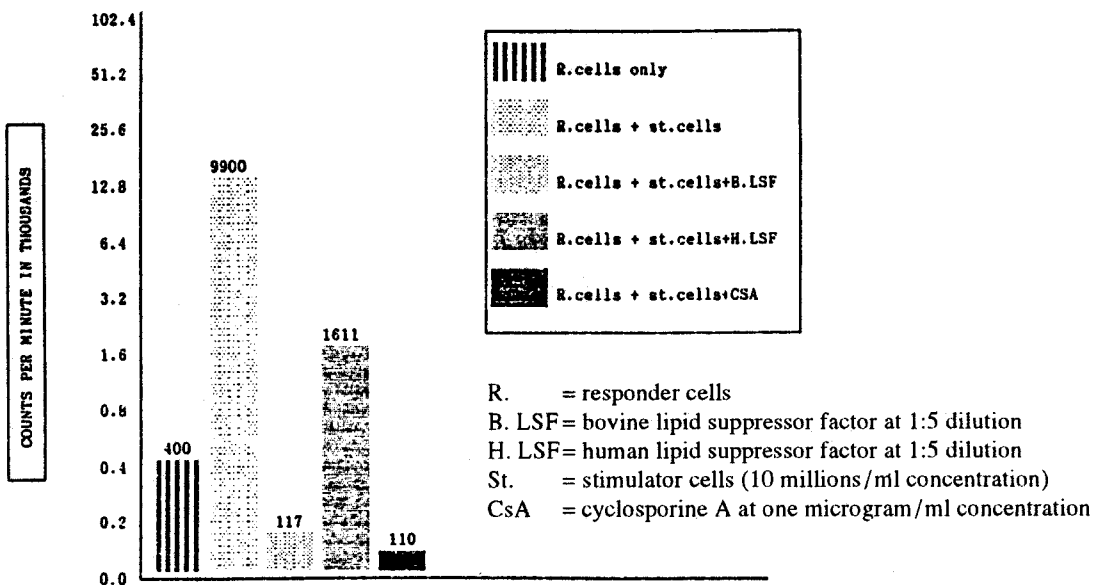 102.4
51.2
25.6
12.8
6.4
3.2
1.6
0.8
0.4
0.2
0.0
COUNTS PER MINUTE IN THOUSANDS
400
9900
117
1611
110
R.cells only
R.cells + st.cells
R.cells + st.cells+B.LSF
R.cells + st.cells+H.LSF
R.cells + st.cells+CSA
R. = responder cells
B. LSF= bovine lipid suppressor factor at 1:5 dilution
H. LSF= human lipid suppressor factor at 1:5 dilution
St. = stimulator cells (10 millions/ml concentration)
CsA = cyclosporine A at one microgram/ml concentration